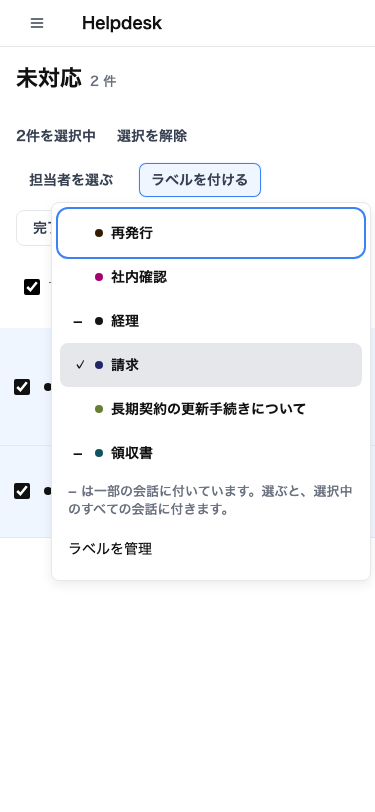 Helpdesk
未対応 2 件
2件を選択中 選択を解除
担当者を選ぶ ラベルを付ける
再発行
社内確認
– 経理
✓ 請求
長期契約の更新手続きについて
– 領収書
– は一部の会話に付いています。選ぶと、選択中
のすべての会話に付きます。
ラベルを管理